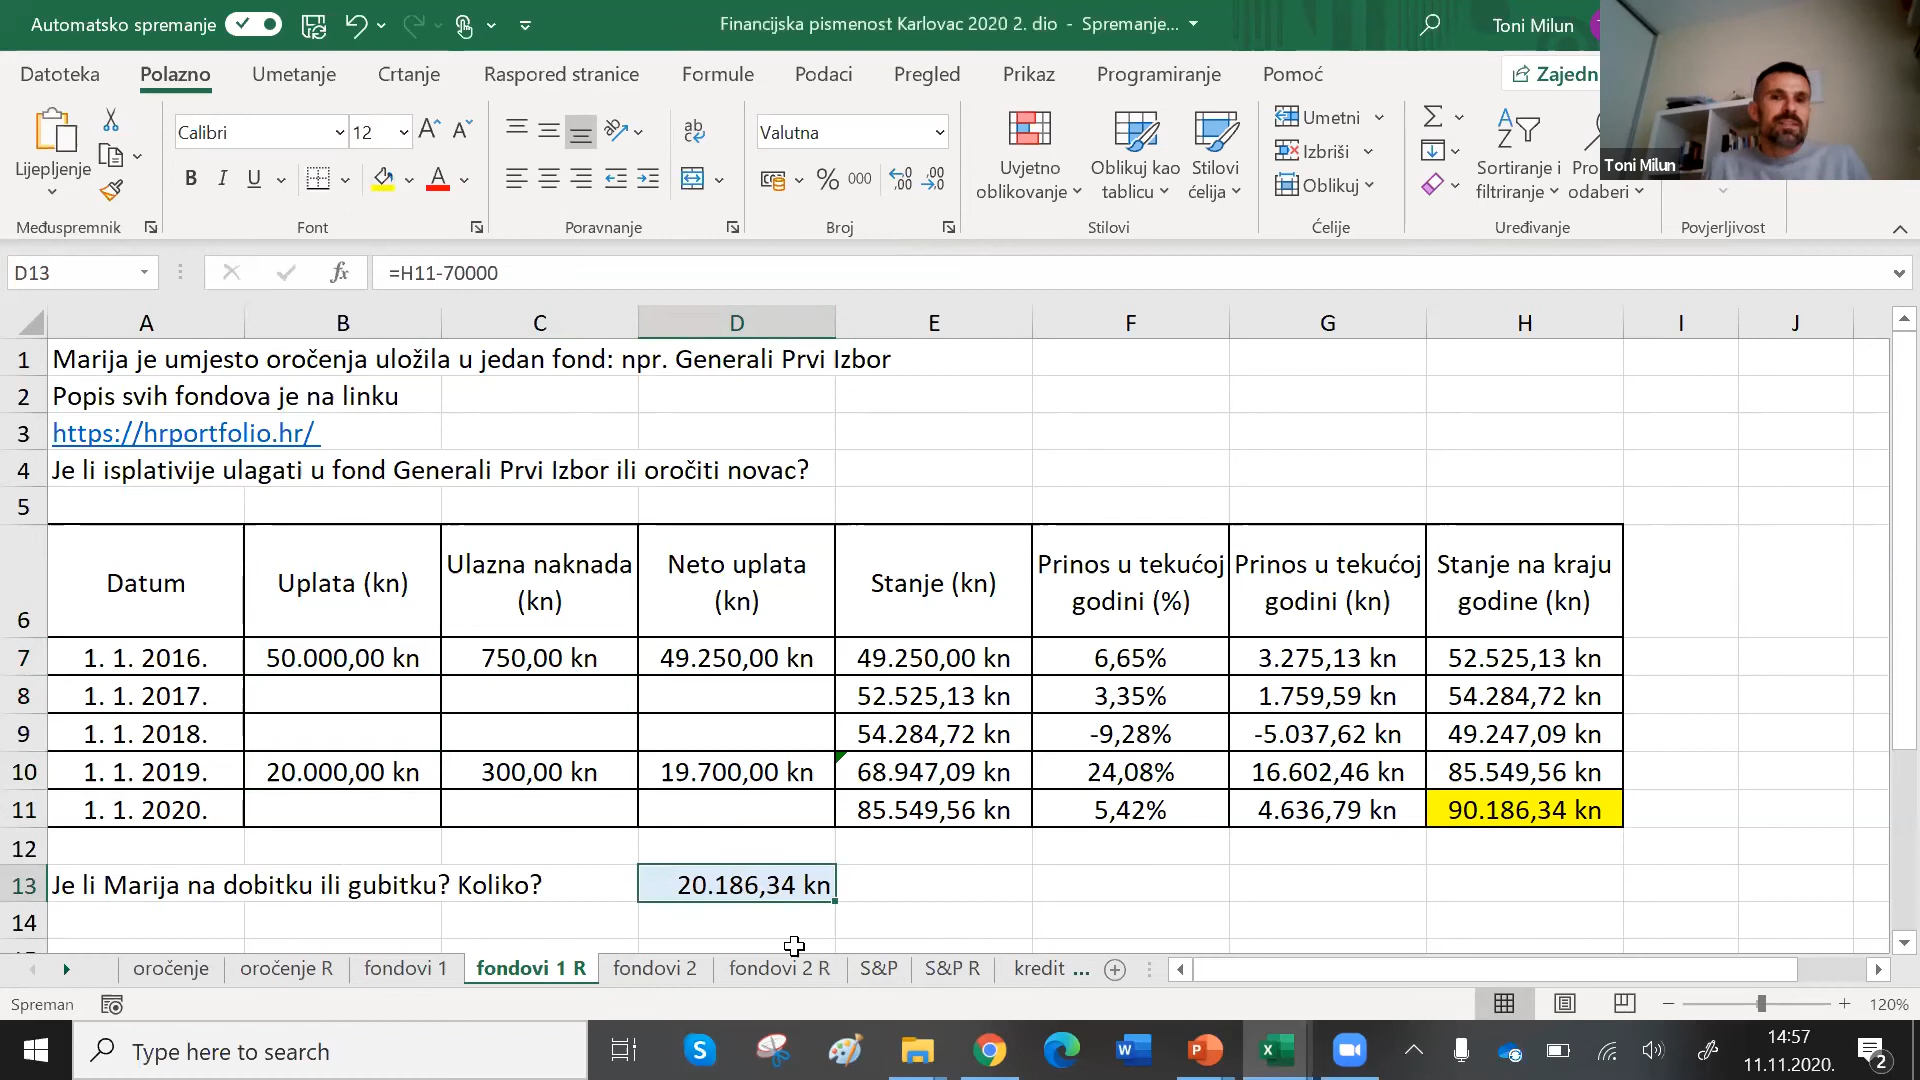 Automatsko spremanje
Financijska pismenost Karlovac 2020 2. dio - Spremanje...
Toni Milun
Datoteka Polazno Umetanje Crtanje Raspored stranice Formule Podaci Pregled Prikaz Programiranje Pomoć Zajedn
Lijepljenje
Calibri 12
B I U A
ab
Valutna
% 000
Uvjetno oblikovanje
Oblikuj kao tablicu
Stilovi ćelija
Umetni
Izbriši
Oblikuj
Sortiranje i filtriranje
odaberi
Toni Milun
Međuspremnik Font Poravnanje Broj Stilovi Ćelije Uređivanje Povjerljivost
D13 fx =H11-70000
A B C D E F G H I J
1 Marija je umjesto oročenja uložila u jedan fond: npr. Generali Prvi Izbor
2 Popis svih fondova je na linku
3 https://hrportfolio.hr/
4 Je li isplativije ulagati u fond Generali Prvi Izbor ili oročiti novac?
5
6 Datum Uplata (kn) Ulazna naknada (kn) Neto uplata (kn) Stanje (kn) Prinos u tekućoj godini (%) Prinos u tekućoj godini (kn) Stanje na kraju godine (kn)
7 1. 1. 2016. 50.000,00 kn 750,00 kn 49.250,00 kn 49.250,00 kn 6,65% 3.275,13 kn 52.525,13 kn
8 1. 1. 2017. 52.525,13 kn 3,35% 1.759,59 kn 54.284,72 kn
9 1. 1. 2018. 54.284,72 kn -9,28% -5.037,62 kn 49.247,09 kn
10 1. 1. 2019. 20.000,00 kn 300,00 kn 19.700,00 kn 68.947,09 kn 24,08% 16.602,46 kn 85.549,56 kn
11 1. 1. 2020. 85.549,56 kn 5,42% 4.636,79 kn 90.186,34 kn
12
13 Je li Marija na dobitku ili gubitku? Koliko? 20.186,34 kn
14
oročenje oročenje R fondovi 1 fondovi 1 R fondovi 2 fondovi 2 R S&P S&P R kredit ...
Spreman 120%
Type here to search
14:57
11.11.2020.
2